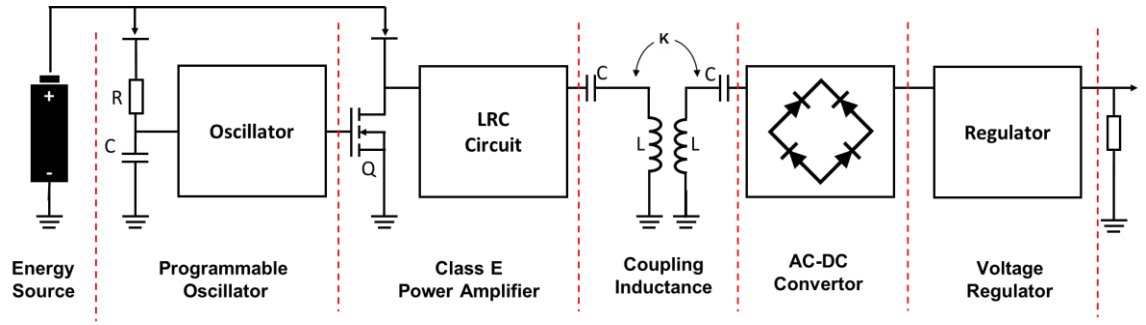 K
C
C
+
R
Oscillator
LRC
Circuit
Regulator
C
L
L
-
Q
Energy
Source
Programmable
Oscillator
Class E
Power Amplifier
Coupling
Inductance
AC-DC
Convertor
Voltage
Regulator